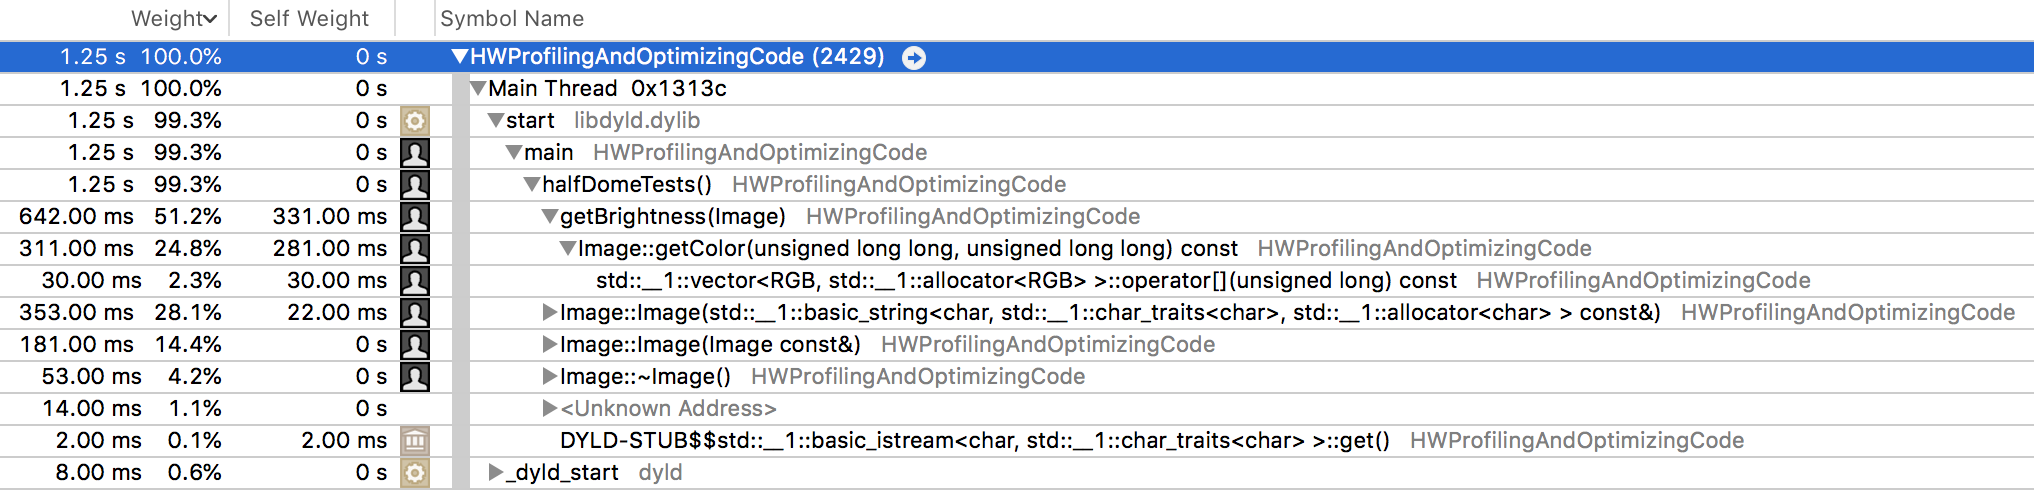 Weight Self Weight Symbol Name
1.25 s 100.0% 0 s HWProfilingAndOptimizingCode (2429)
1.25 s 100.0% 0 s Main Thread 0x1313c
1.25 s 99.3% 0 s start libdyld.dylib
1.25 s 99.3% 0 s main HWProfilingAndOptimizingCode
1.25 s 99.3% 0 s halfDomeTests() HWProfilingAndOptimizingCode
642.00 ms 51.2% 331.00 ms getBrightness(Image) HWProfilingAndOptimizingCode
311.00 ms 24.8% 281.00 ms Image::getColor(unsigned long long, unsigned long long) const HWProfilingAndOptimizingCode
30.00 ms 2.3% 30.00 ms std::__1::vector<RGB, std::__1::allocator<RGB> >::operator[](unsigned long) const HWProfilingAndOptimizingCode
353.00 ms 28.1% 22.00 ms Image::Image(std::__1::basic_string<char, std::__1::char_traits<char>, std::__1::allocator<char> > const&) HWProfilingAndOptimizingCode
181.00 ms 14.4% 0 s Image::Image(Image const&) HWProfilingAndOptimizingCode
53.00 ms 4.2% 0 s Image::~Image() HWProfilingAndOptimizingCode
14.00 ms 1.1% 0 s <Unknown Address>
2.00 ms 0.1% 2.00 ms DYLD-STUB$$std::__1::basic_istream<char, std::__1::char_traits<char> >::get() HWProfilingAndOptimizingCode
8.00 ms 0.6% 0 s _dyld_start dyld